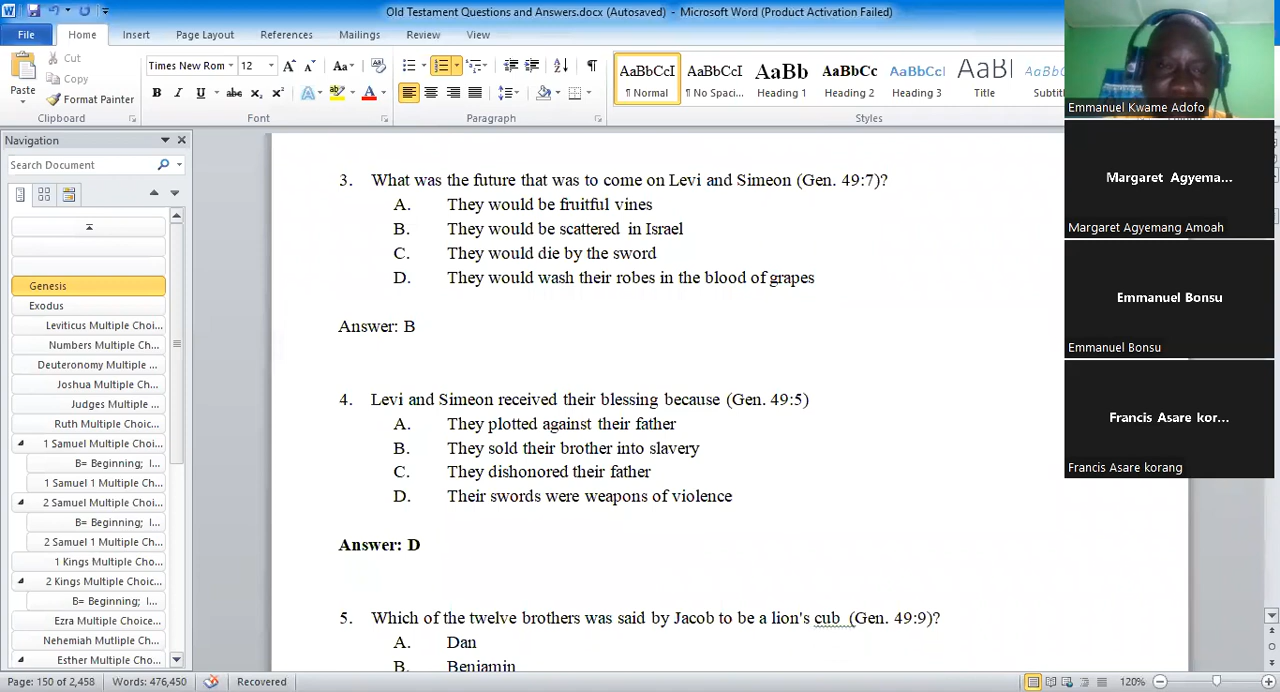 Old Testament Questions and Answers.docx (Autosaved) - Microsoft Word (Product Activation Failed)
File Home Insert Page Layout References Mailings Review View
Paste
Cut
Copy
Format Painter
Clipboard
Times New Rom 12
Font
Paragraph
AaBbCcI AaBbCcI AaBb AaBbCc AaBbCcI AaBl AaBb
¶ Normal ¶ No Spaci... Heading 1 Heading 2 Heading 3 Title Subtitl
Styles
Navigation
Search Document
Genesis
Exodus
Leviticus Multiple Choi...
Numbers Multiple Ch...
Deuteronomy Multiple ...
Joshua Multiple Ch...
Judges Multiple ...
Ruth Multiple Choic...
1 Samuel Multiple Choi...
B= Beginning; I...
1 Samuel 1 Multiple Ch...
2 Samuel Multiple Choic...
B= Beginning; I...
2 Samuel 1 Multiple Ch...
1 Kings Multiple Cho...
2 Kings Multiple Choic...
B= Beginning; I...
Ezra Multiple Choice...
Nehemiah Mutliple Ch...
Esther Multiple Cho...
3. What was the future that was to come on Levi and Simeon (Gen. 49:7)?
A. They would be fruitful vines
B. They would be scattered in Israel
C. They would die by the sword
D. They would wash their robes in the blood of grapes
Answer: B
4. Levi and Simeon received their blessing because (Gen. 49:5)
A. They plotted against their father
B. They sold their brother into slavery
C. They dishonored their father
D. Their swords were weapons of violence
Answer: D
5. Which of the twelve brothers was said by Jacob to be a lion's cub (Gen. 49:9)?
A. Dan
B. Benjamin
Emmanuel Kwame Adofo
Margaret Agyema...
Margaret Agyemang Amoah
Emmanuel Bonsu
Emmanuel Bonsu
Francis Asare kor...
Francis Asare korang
Page: 150 of 2,458 Words: 476,450 Recovered 120%